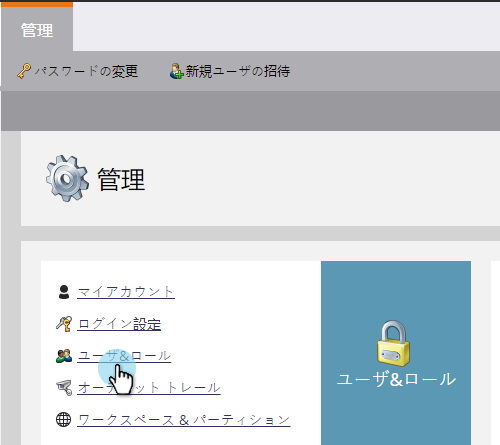 管理
パスワードの変更 新規ユーザの招待
管理
マイアカウント
ログイン設定
ユーザ&ロール
オーディット トレール
ワークスペース & パーティション
ユーザ&ロール